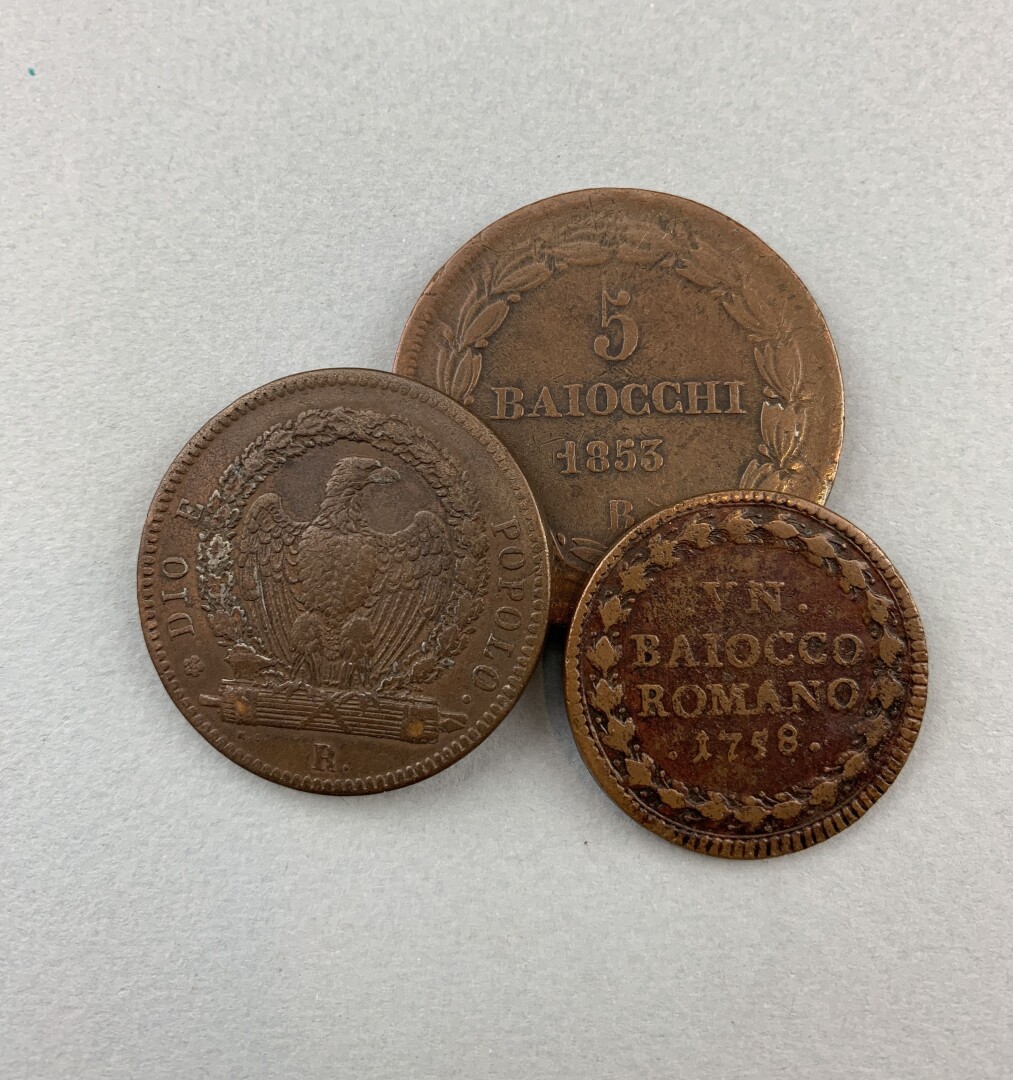 5
BAIOCCHI
1853
R
DIO E POPOLO.
R.
VN.
BAIOCCO
ROMANO
.1758.